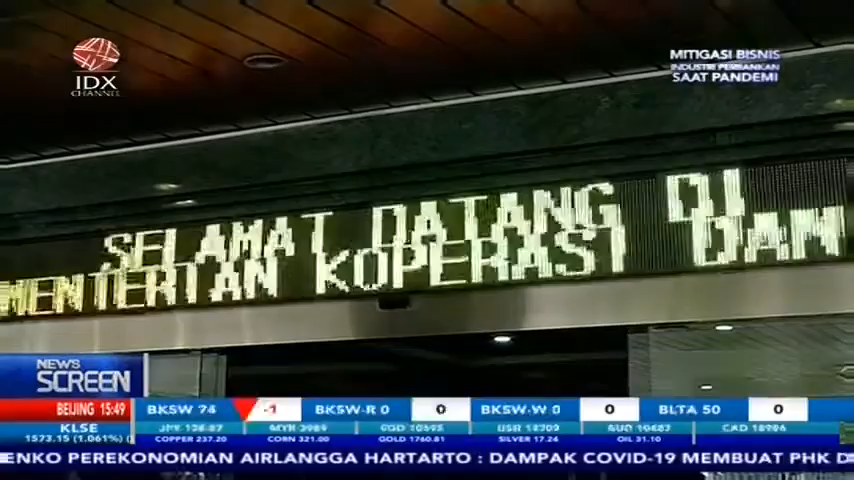 IDX
CHANNEL
MITIGASI BISNIS
INDUSTRI PERBANKAN
SAAT PANDEMI
SELAMAT DATANG DI
MENTERIAN KOPERASI DAN
NEWS
SCREEN
BEIJING 15:49
BKSW 74 -1 BKSW-R 0 0 BKSW-W 0 0 BLTA 50 0
KLSE
1573.15 (1.061%)
COPPER 237.20 CORN 321.00 GOLD 1760.81 SILVER 17.24 OIL 31.10
ENKO PEREKONOMIAN AIRLANGGA HARTARTO : DAMPAK COVID-19 MEMBUAT PHK D